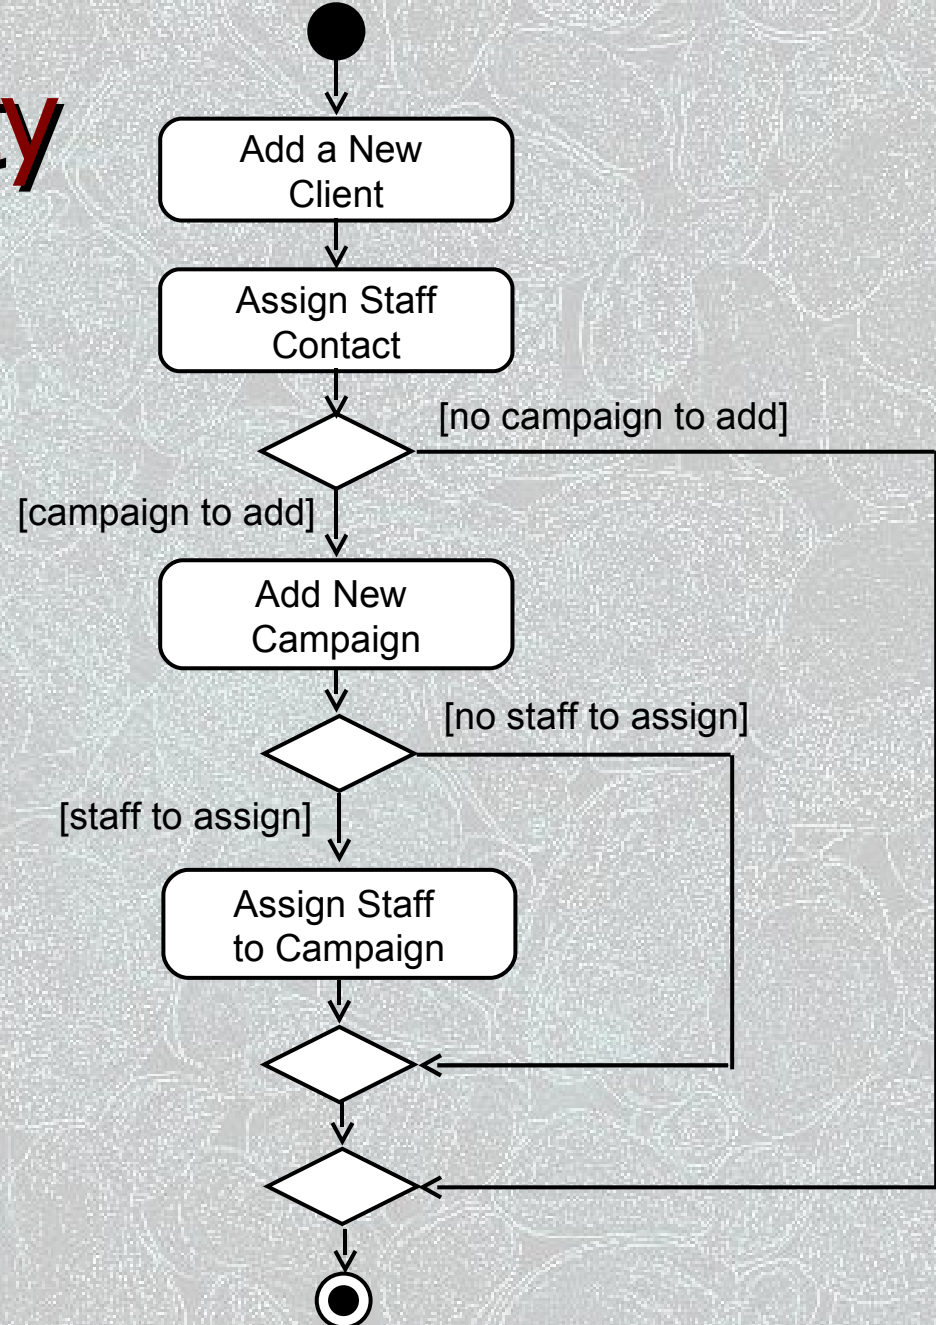 Add a New
Client
Assign Staff
Contact
[no campaign to add]
[campaign to add]
Add New
Campaign
[no staff to assign]
[staff to assign]
Assign Staff
to Campaign